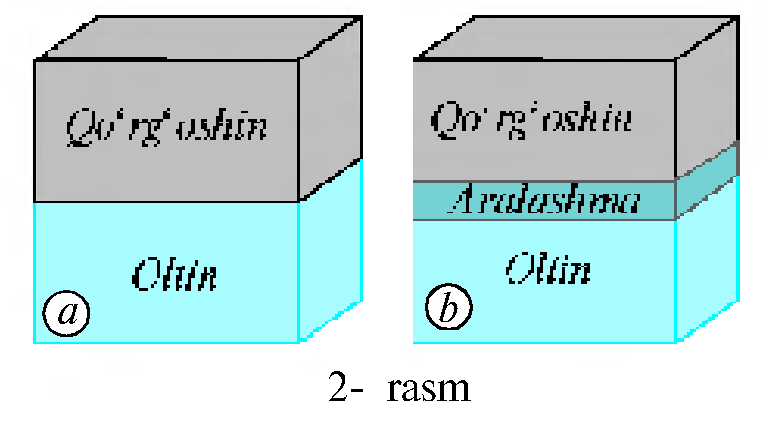 Qo‘rg‘oshin
Oltin
a
Qo‘rg‘oshin
Aralashma
Oltin
b
2- rasm